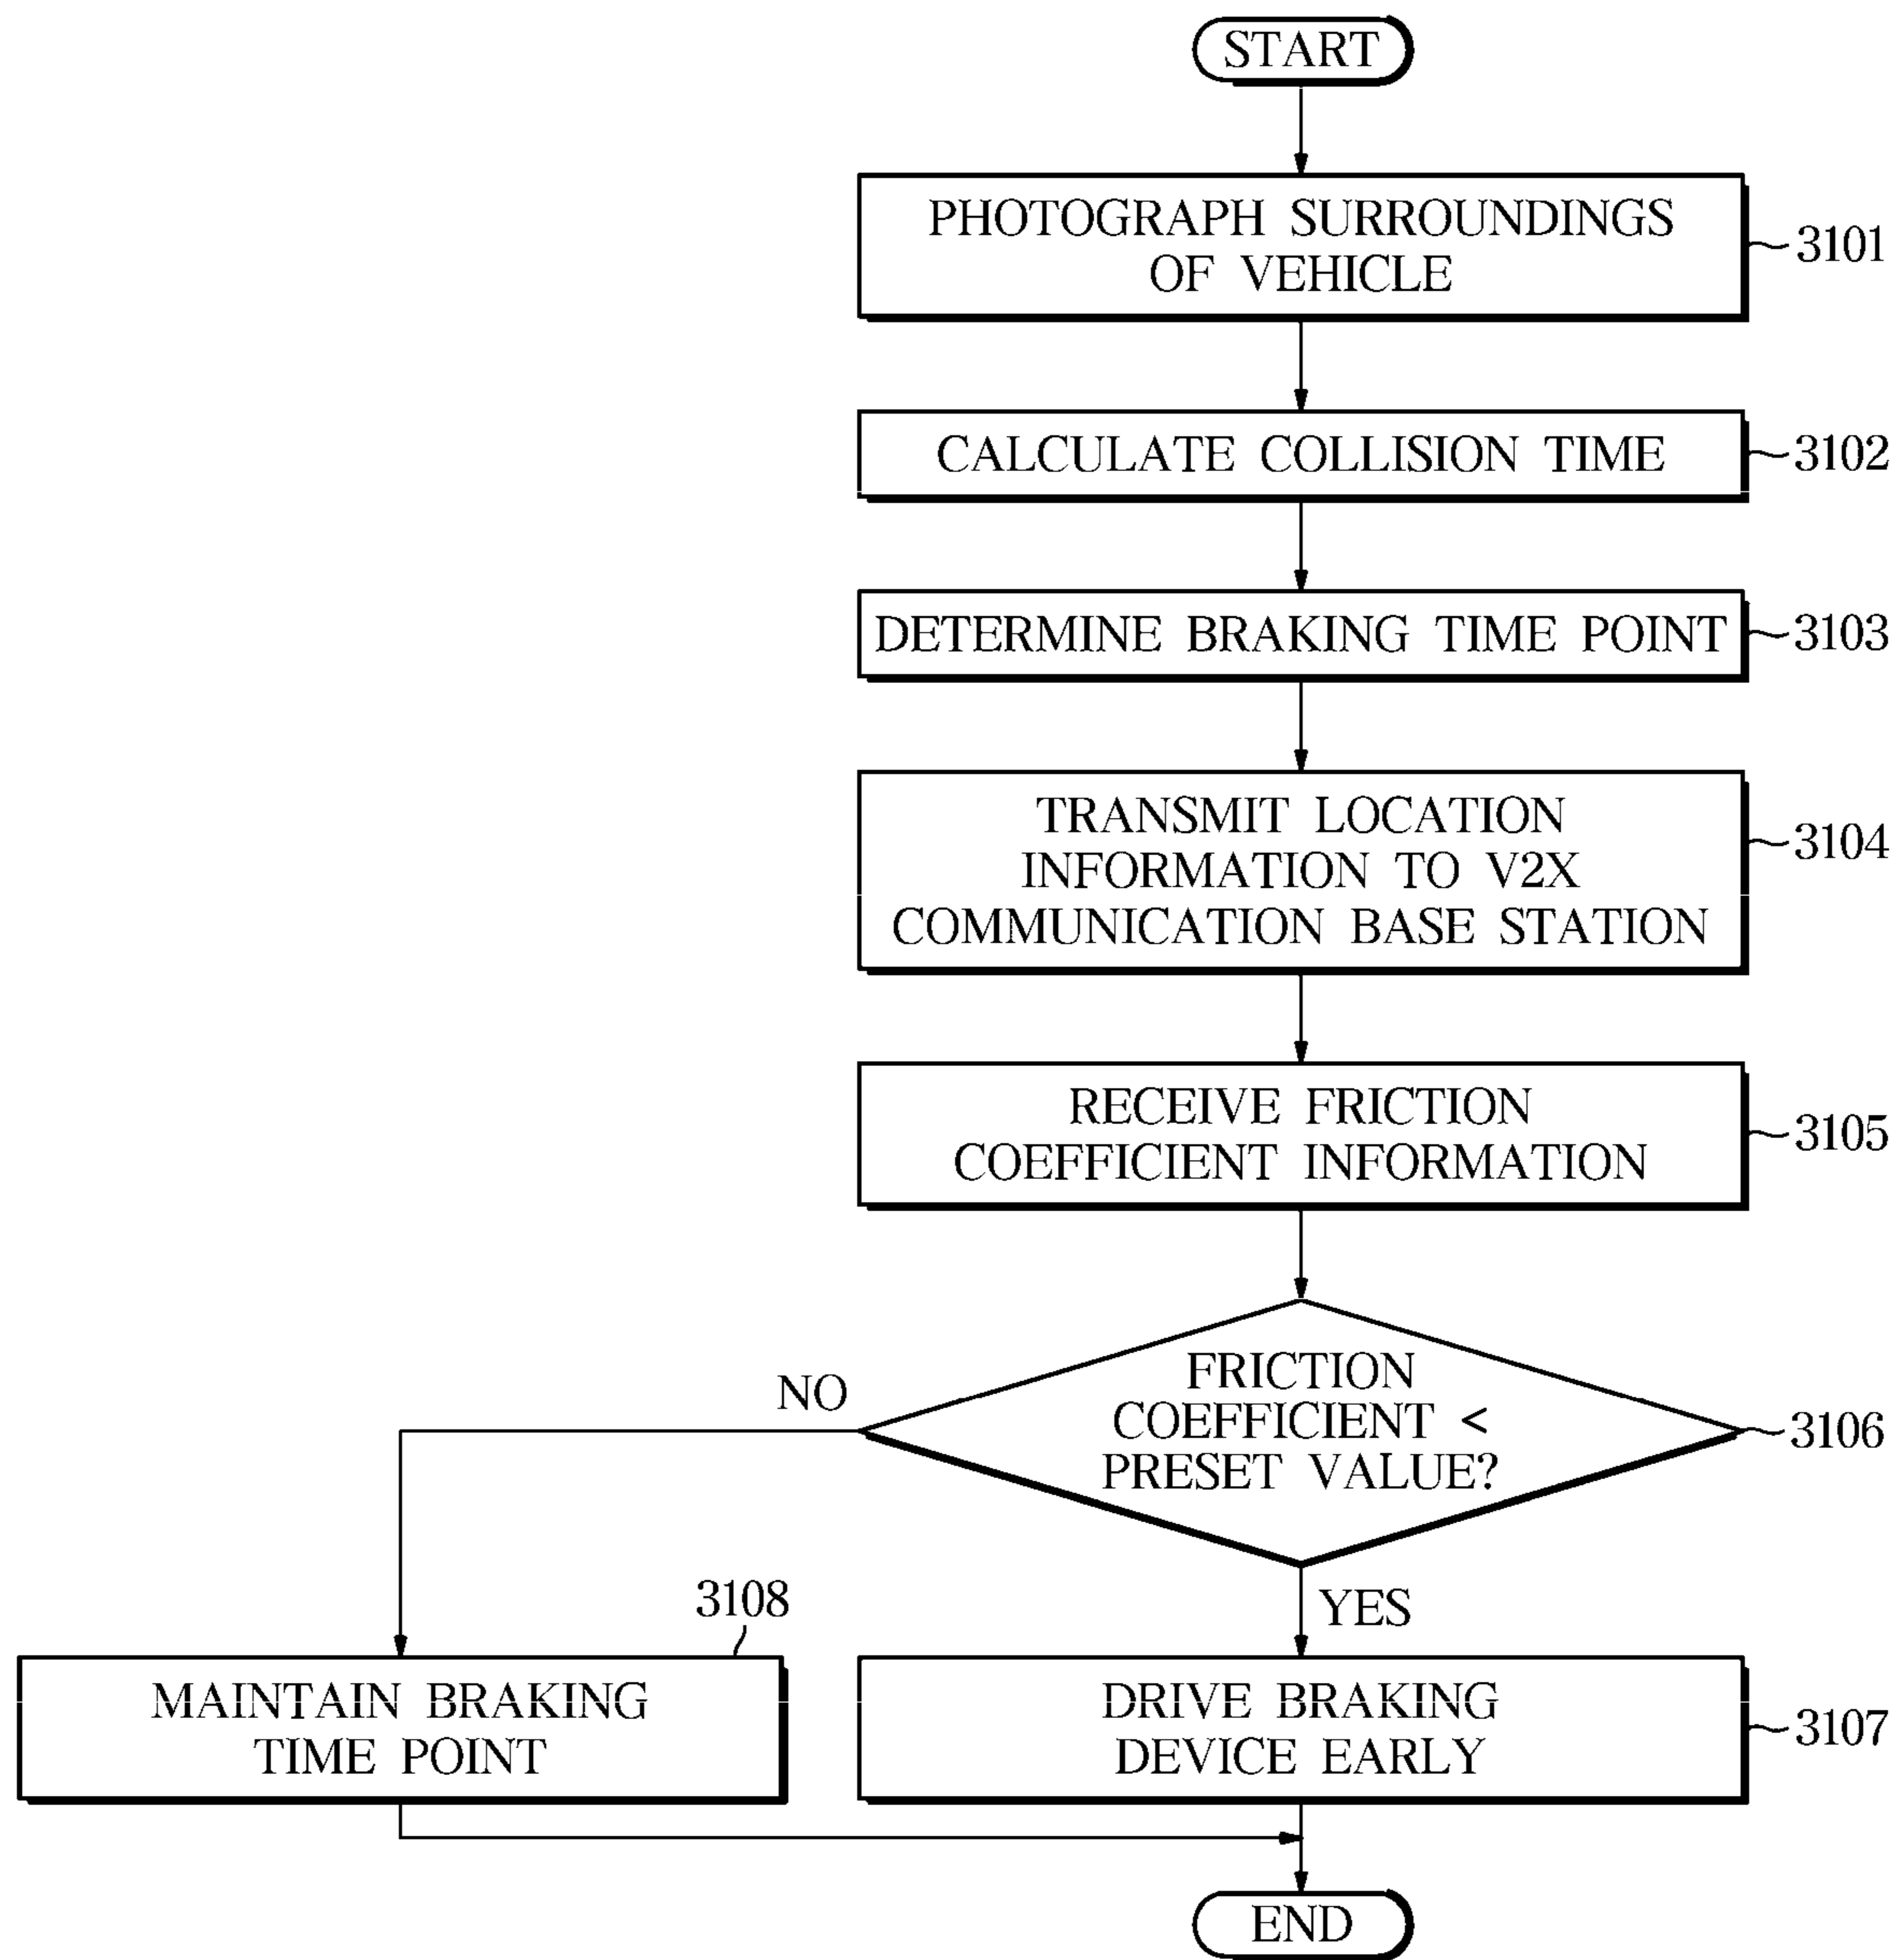 START
PHOTOGRAPH SURROUNDINGS
OF VEHICLE
3101
CALCULATE COLLISION TIME
3102
DETERMINE BRAKING TIME POINT
3103
TRANSMIT LOCATION
INFORMATION TO V2X
COMMUNICATION BASE STATION
3104
RECEIVE FRICTION
COEFFICIENT INFORMATION
3105
FRICTION
COEFFICIENT <
PRESET VALUE?
3106
NO
YES
3108
MAINTAIN BRAKING
TIME POINT
DRIVE BRAKING
DEVICE EARLY
3107
END